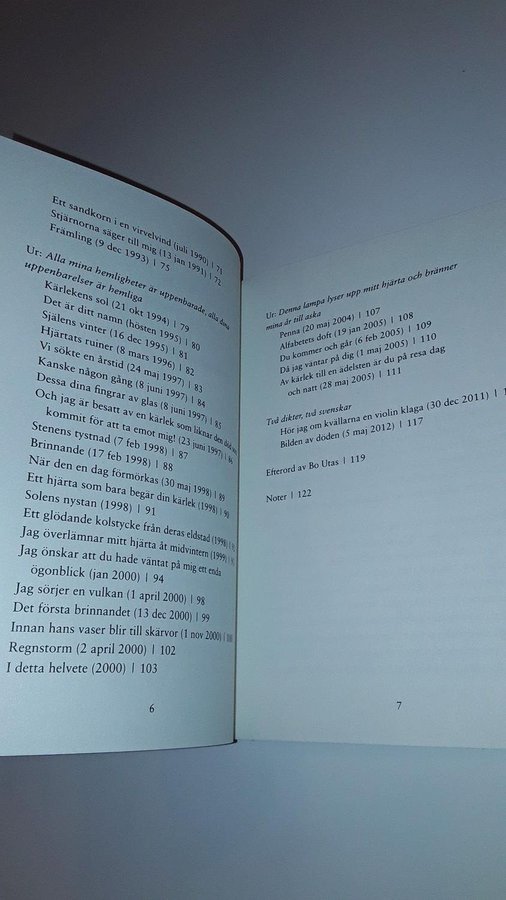 Ett sandkorn i en virvelvind (juli 1990) | 71
Stjärnorna säger till mig (13 jan 1991) | 72
Främling (9 dec 1993) | 75
Ur: Alla mina hemligheter är uppenbarade, alla dina
uppenbarelser är hemliga
Kärlekens sol (21 okt 1994) | 79
Det är ditt namn (hösten 1995) | 80
Själens vinter (16 dec 1995) | 81
Hjärtats ruiner (8 mars 1996) | 82
Vi sökte en årstid (24 maj 1997) | 83
Kanske någon gång (8 juni 1997) | 84
Dessa dina fingrar av glas (8 juni 1997) | 85
Och jag är besatt av en kärlek som liknar den död som
kommit för att ta emot mig! (23 juni 1997) | 86
Stenens tystnad (7 feb 1998) | 87
Brinnande (17 feb 1998) | 88
När den en dag förmörkas (30 maj 1998) | 89
Ett hjärta som bara begär din kärlek (1998) | 90
Solens nystan (1998) | 91
Ett glödande kolstycke från deras eldstad (1998) |
Jag överlämnar mitt hjärta åt midvintern (1999) |
Jag önskar att du hade väntat på mig ett enda
ögonblick (jan 2000) | 94
Jag sörjer en vulkan (1 april 2000) | 98
Det första brinnandet (13 dec 2000) | 99
Innan hans vaser blir till skärvor (1 nov 2000) |
Regnstorm (2 april 2000) | 102
I detta helvete (2000) | 103
6
Ur: Denna lampa lyser upp mitt hjärta och bränner
mina år till aska
Penna (20 maj 2004) | 107
Alfabetets doft (19 jan 2005) | 108
Du kommer och går (6 feb 2005) | 109
Då jag väntar på dig (1 maj 2005) | 110
Av kärlek till en ädelsten är du på resa dag
och natt (28 maj 2005) | 111
Två dikter, två svenskar
Hör jag om kvällarna en violin klaga (30 dec 2011) |
Bilden av döden (5 maj 2012) | 117
Efterord av Bo Utas | 119
Noter | 122
7